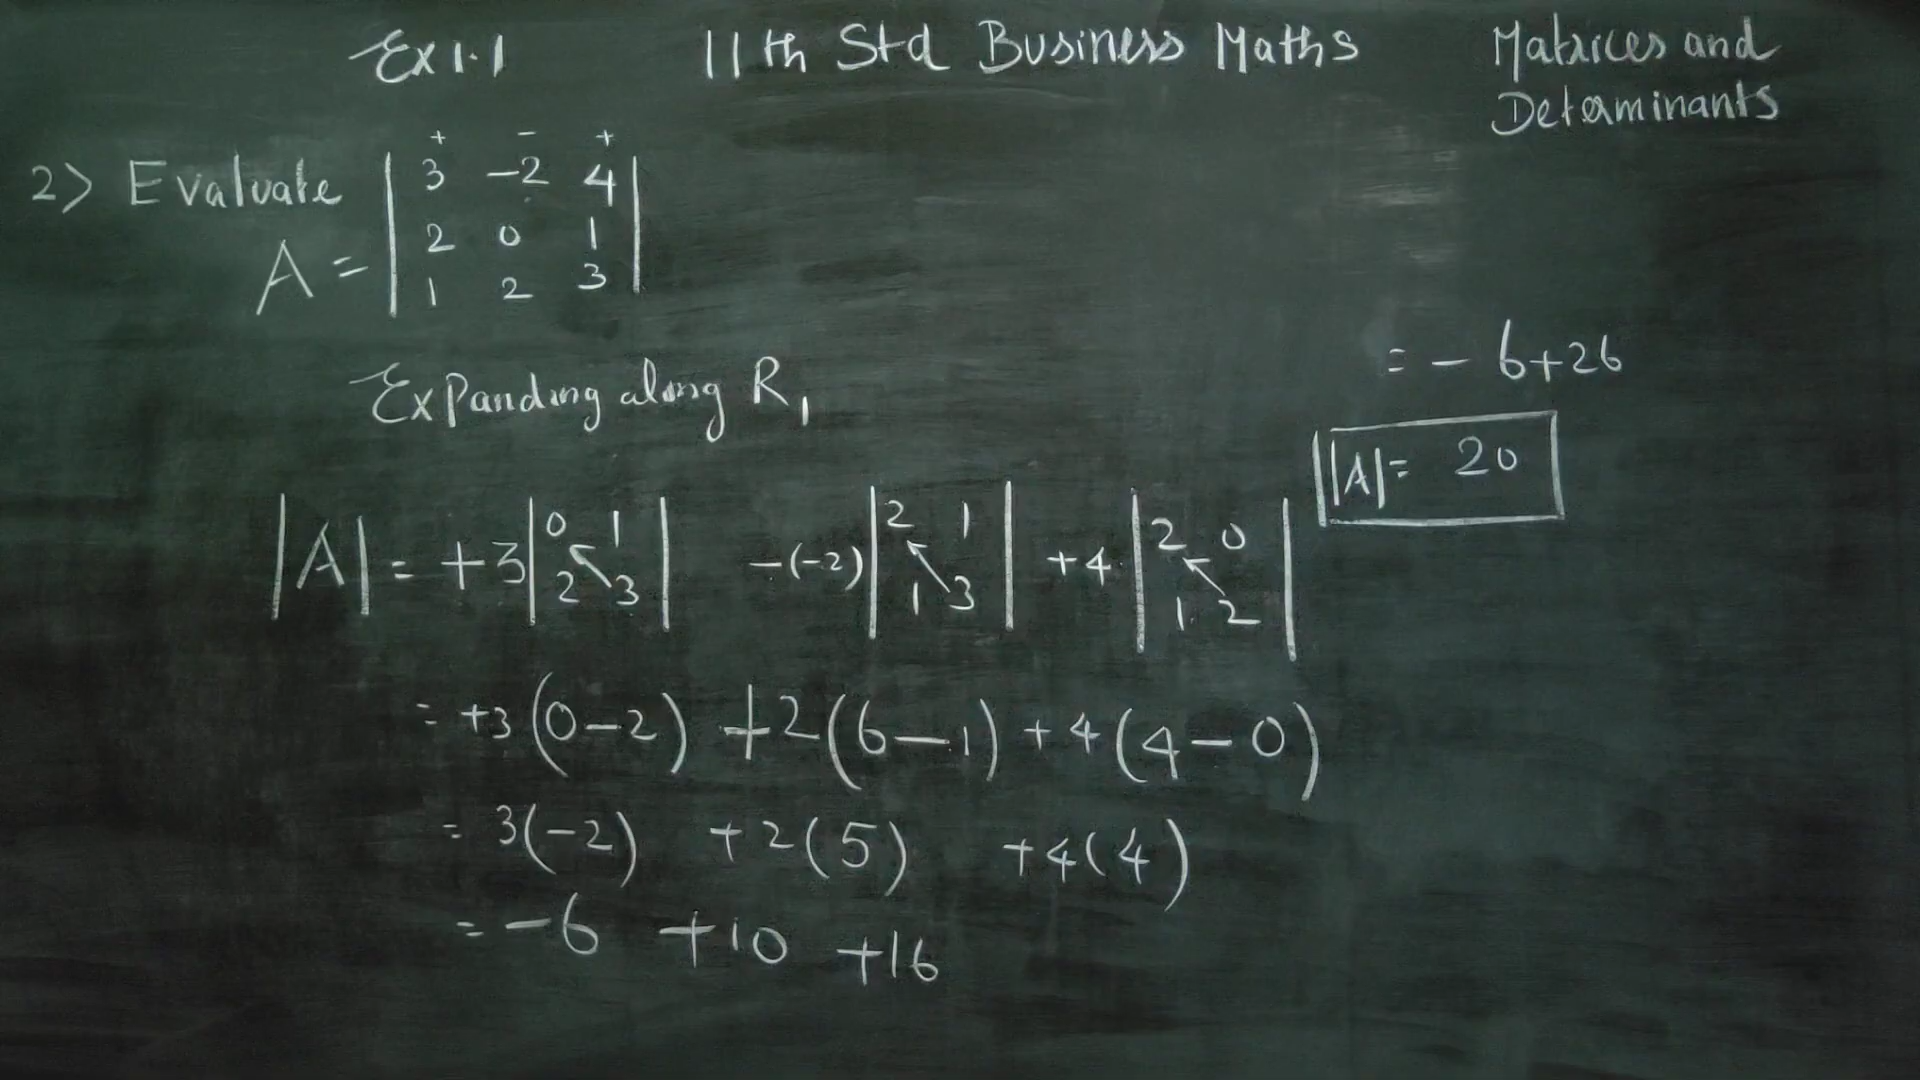 Ex 1.1 11th Std Business Maths Matrices and
Determinants
+ - +
2> Evaluate | 3 -2 4 |
A = | 2 0 1 |
| 1 2 3 |
Expanding along R₁
|A| = +3 | 0 1 | -(-2) | 2 1 | +4 | 2 0 |
| 2 3 | | 1 3 | | 1 2 |
= +3 (0-2) +2 (6-1) +4 (4-0)
= 3(-2) +2(5) +4(4)
= -6 +10 +16
= - 6+26
|A| = 20